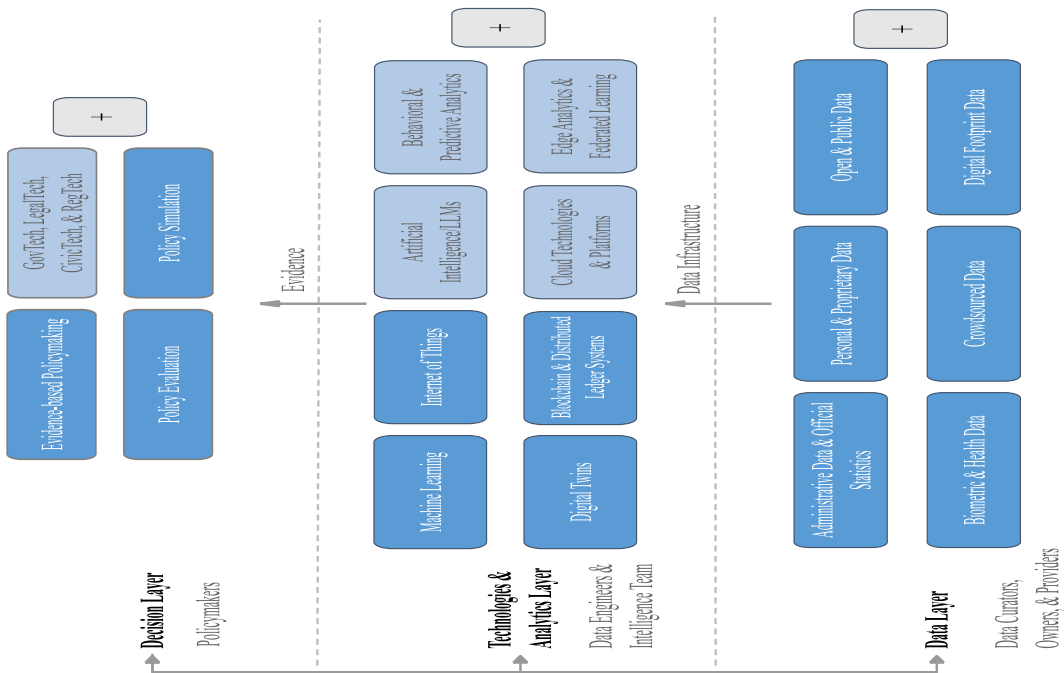 Decision Layer
Policymakers
Evidence-based Policymaking
GovTech, LegalTech,
CivicTech, & RegTech
Policy Evaluation
Policy Simulation
+
Evidence
Technologies &
Analytics Layer
Data Engineers &
Intelligence Team
Machine Learning
Internet of Things
Artificial
Intelligence/LLMs
Behavioral &
Predictive Analytics
Digital Twins
Blockchain & Distributed
Ledger Systems
Cloud Technologies
& Platforms
Edge Analytics &
Federated Learning
+
Data Infrastructure
Data Layer
Data Curators,
Owners, & Providers
Administrative Data & Official
Statistics
Personal & Proprietary Data
Open & Public Data
Biometric & Health Data
Crowdsourced Data
Digital Footprint Data
+